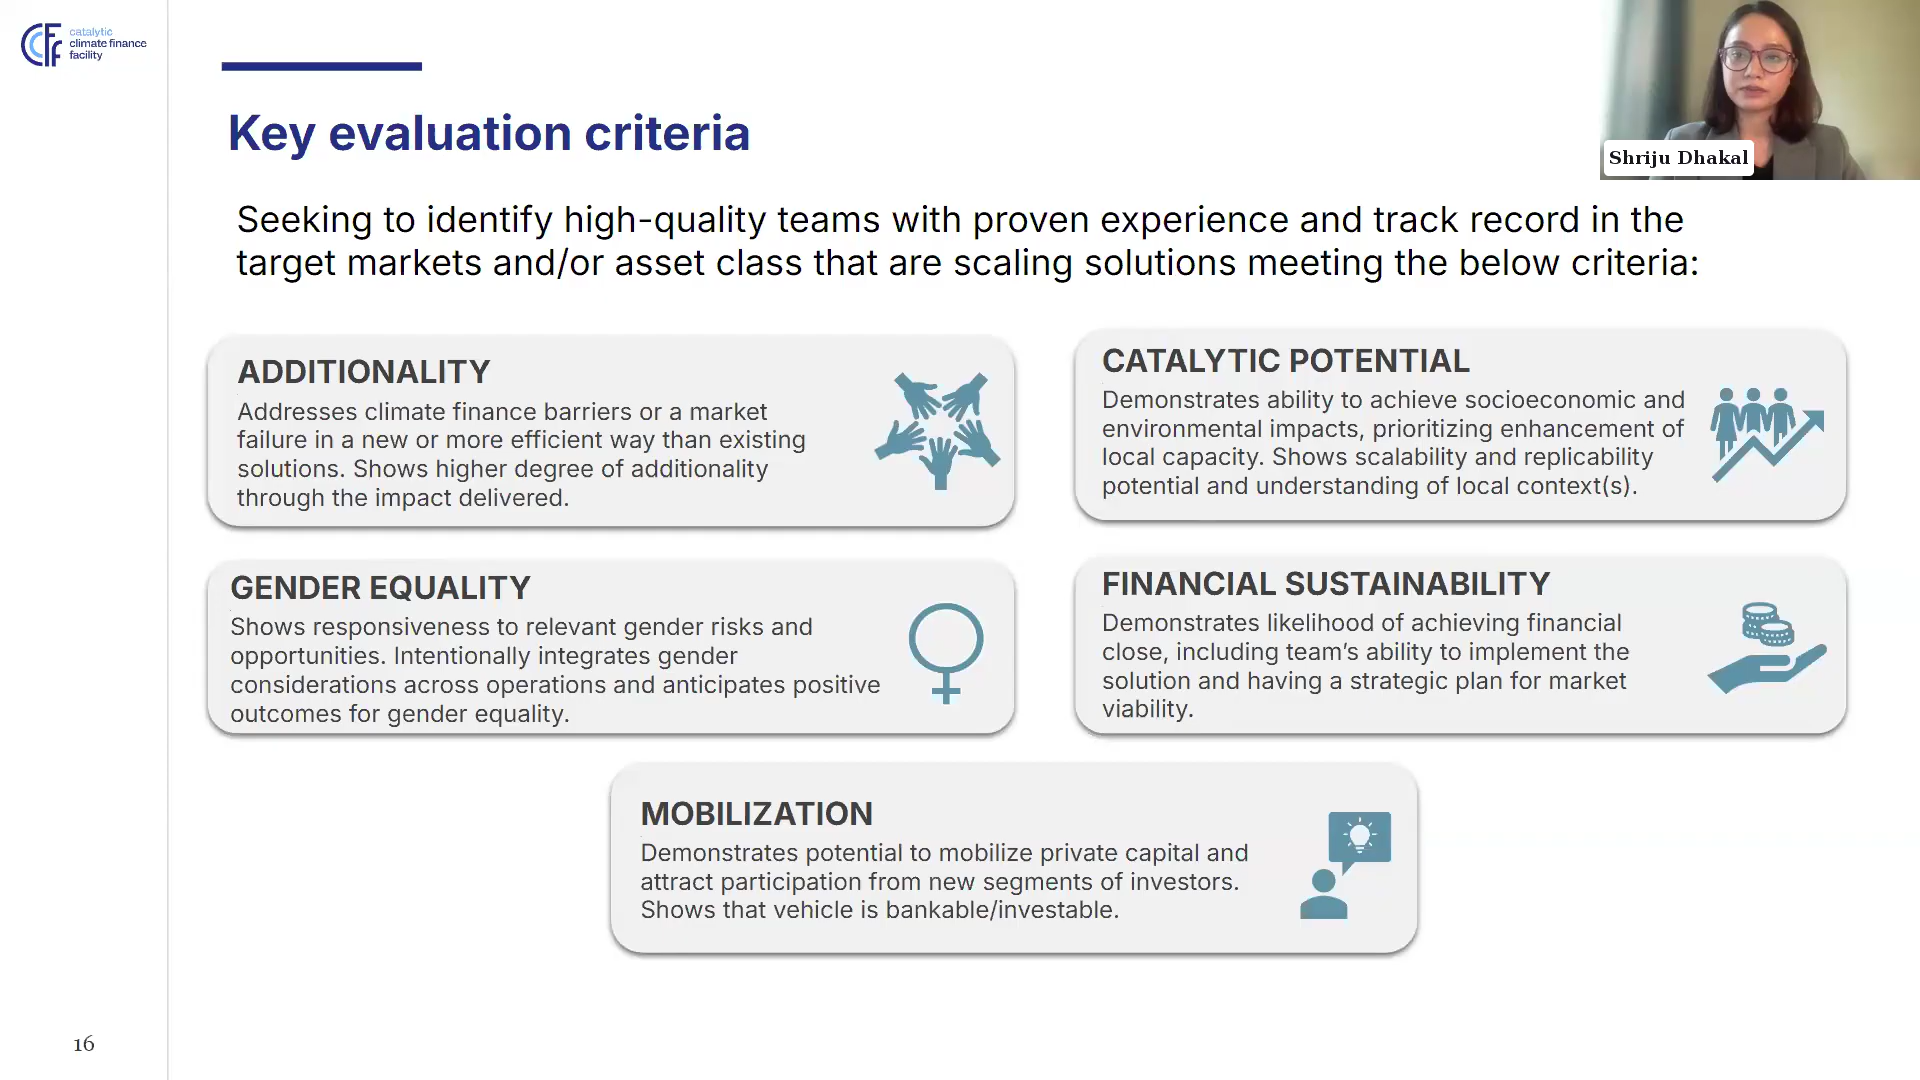 catalytic
climate finance
facility
Key evaluation criteria
Shriju Dhakal
Seeking to identify high-quality teams with proven experience and track record in the
target markets and/or asset class that are scaling solutions meeting the below criteria:
ADDITIONALITY
Addresses climate finance barriers or a market
failure in a new or more efficient way than existing
solutions. Shows higher degree of additionality
through the impact delivered.
CATALYTIC POTENTIAL
Demonstrates ability to achieve socioeconomic and
environmental impacts, prioritizing enhancement of
local capacity. Shows scalability and replicability
potential and understanding of local context(s).
GENDER EQUALITY
Shows responsiveness to relevant gender risks and
opportunities. Intentionally integrates gender
considerations across operations and anticipates positive
outcomes for gender equality.
FINANCIAL SUSTAINABILITY
Demonstrates likelihood of achieving financial
close, including team’s ability to implement the
solution and having a strategic plan for market
viability.
MOBILIZATION
Demonstrates potential to mobilize private capital and
attract participation from new segments of investors.
Shows that vehicle is bankable/investable.
16